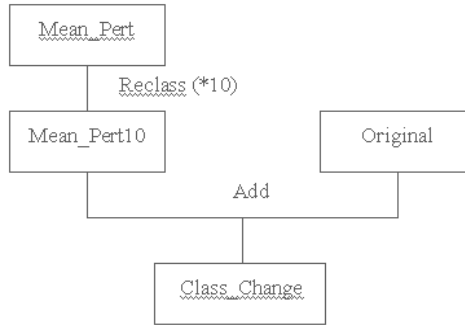 Mean_Pert
Reclass (*10)
Mean_Pert10
Original
Add
Class_Change